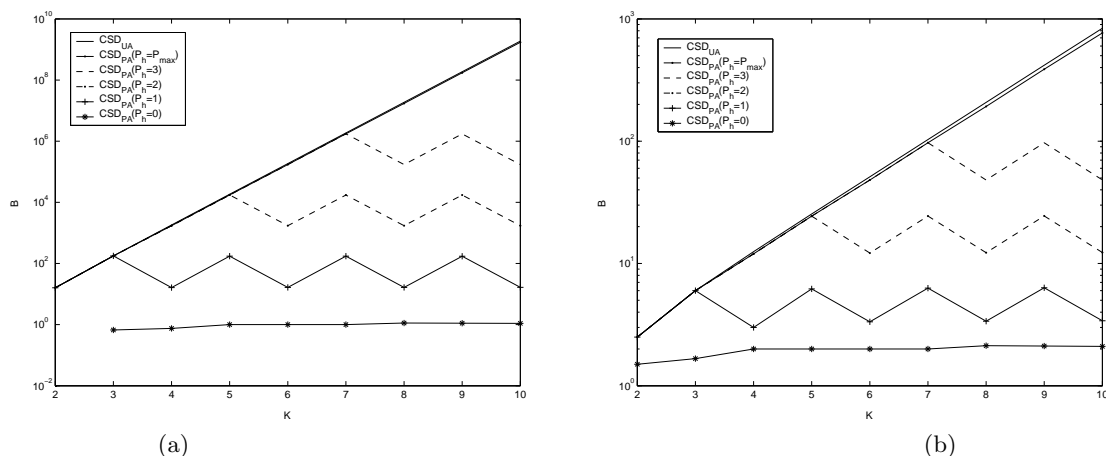 10^10
10^8
10^6
10^4
10^2
10^0
10^−2
B
2 3 4 5 6 7 8 9 10
K
CSD_UA
CSD_PA(P_h=P_max)
CSD_PA(P_h=3)
CSD_PA(P_h=2)
CSD_PA(P_h=1)
CSD_PA(P_h=0)
(a)
10^3
10^2
10^1
10^0
B
2 3 4 5 6 7 8 9 10
K
CSD_UA
CSD_PA(P_h=P_max)
CSD_PA(P_h=3)
CSD_PA(P_h=2)
CSD_PA(P_h=1)
CSD_PA(P_h=0)
(b)